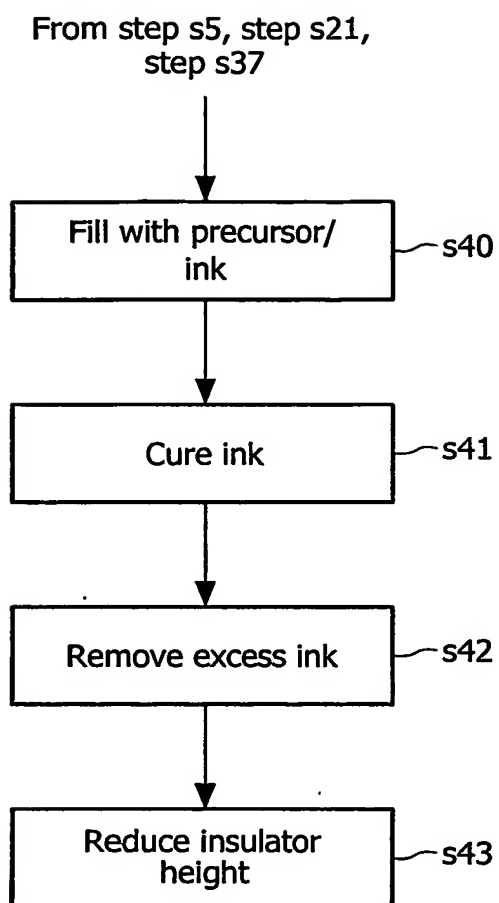 From step s5, step s21,
step s37
Fill with precursor/
ink
s40
Cure ink
s41
Remove excess ink
s42
Reduce insulator
height
s43